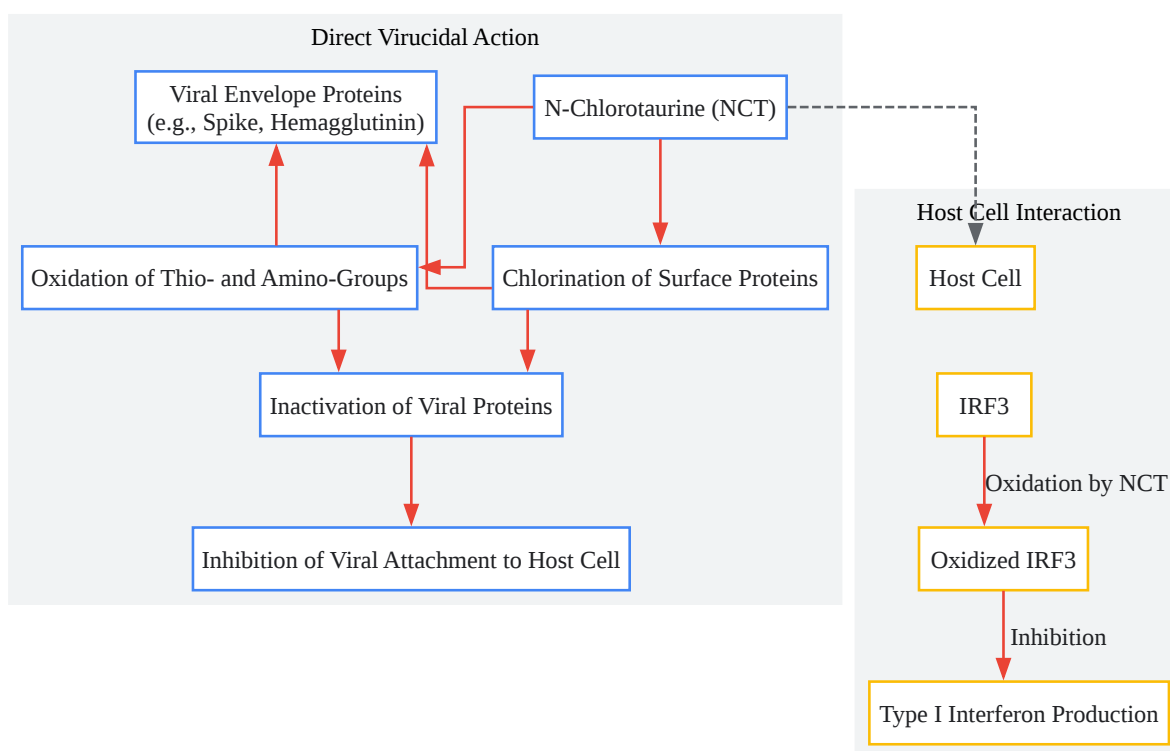 Direct Virucidal Action
Viral Envelope Proteins
(e.g., Spike, Hemagglutinin)
N-Chlorotaurine (NCT)
Oxidation of Thio- and Amino-Groups
Chlorination of Surface Proteins
Inactivation of Viral Proteins
Inhibition of Viral Attachment to Host Cell
Host Cell Interaction
Host Cell
IRF3
Oxidation by NCT
Oxidized IRF3
Inhibition
Type I Interferon Production